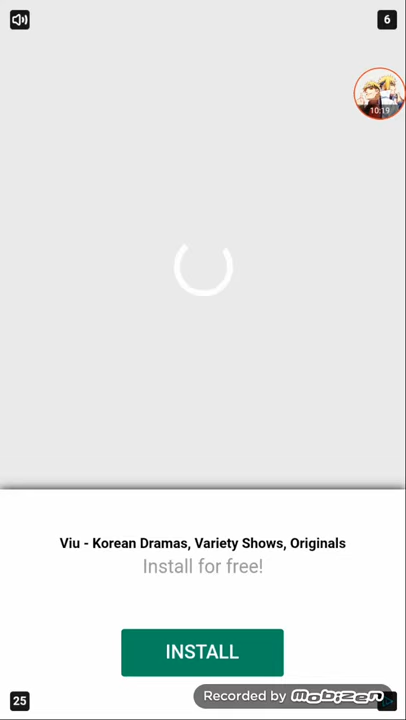 6
10:19
Viu - Korean Dramas, Variety Shows, Originals
Install for free!
INSTALL
25
Recorded by mobizen